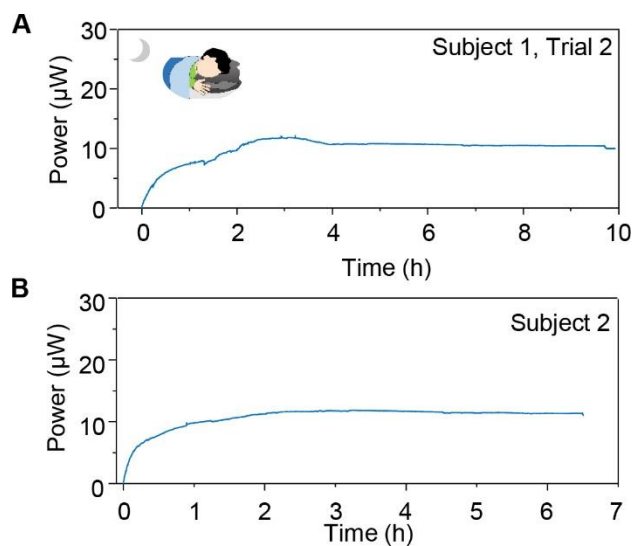 A
Subject 1, Trial 2
Power (µW)
30
20
10
0
0 2 4 6 8 10
Time (h)
B
Subject 2
Power (µW)
30
20
10
0
0 1 2 3 4 5 6 7
Time (h)